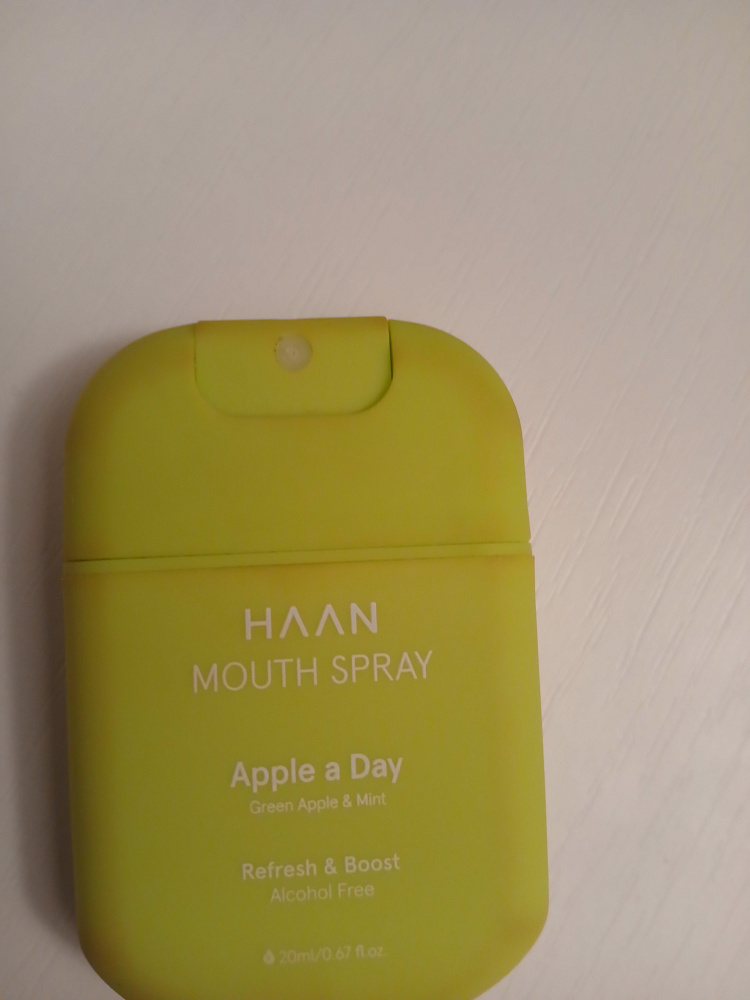 HAAN
MOUTH SPRAY
Apple a Day
Green Apple & Mint
Refresh & Boost
Alcohol Free
20ml/0.67 fl.oz.